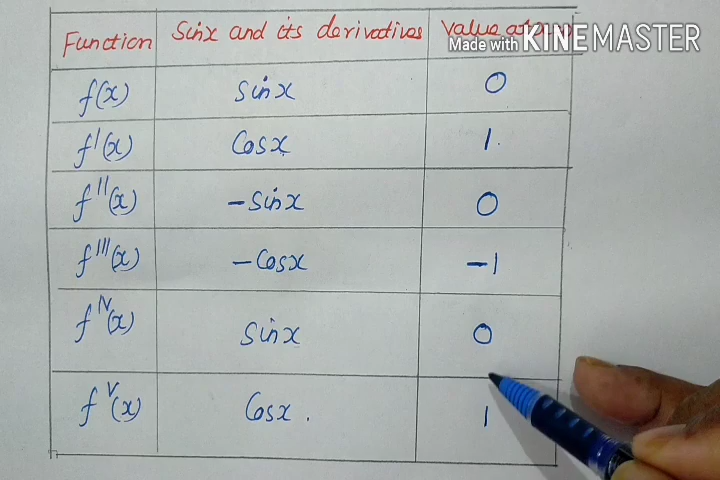 Function Sinx and its derivatives Value at
Made with KINEMASTER
f(x) Sinx 0
f'(x) Cosx 1.
f''(x) -Sinx 0
f'''(x) -Cosx -1
f^IV(x) Sinx 0
f^V(x) Cosx. 1